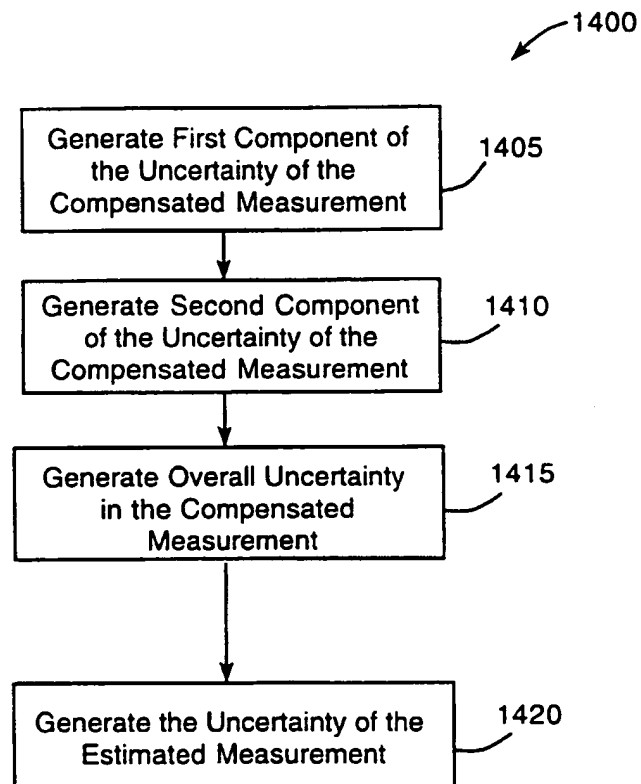 1400
Generate First Component of
the Uncertainty of the
Compensated Measurement
1405
Generate Second Component
of the Uncertainty of the
Compensated Measurement
1410
Generate Overall Uncertainty
in the Compensated
Measurement
1415
Generate the Uncertainty of the
Estimated Measurement
1420